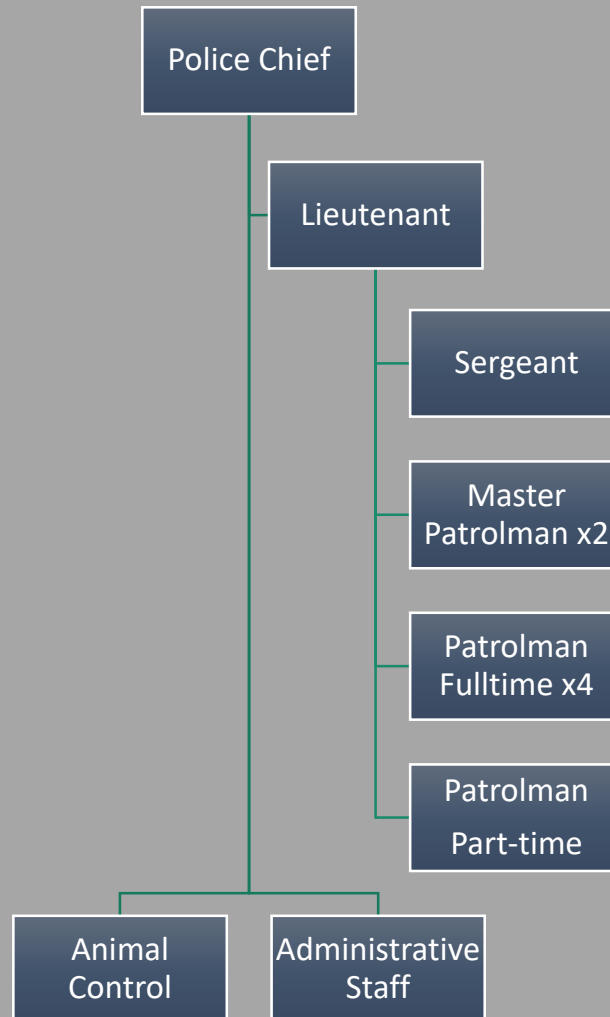 Police Chief
Lieutenant
Sergeant
Master
Patrolman x2
Patrolman
Fulltime x4
Patrolman
Part-time
Animal
Control
Administrative
Staff